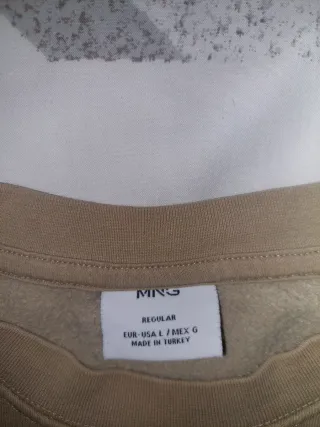 MNG
REGULAR
EUR-USA L / MEX G
MADE IN TURKEY